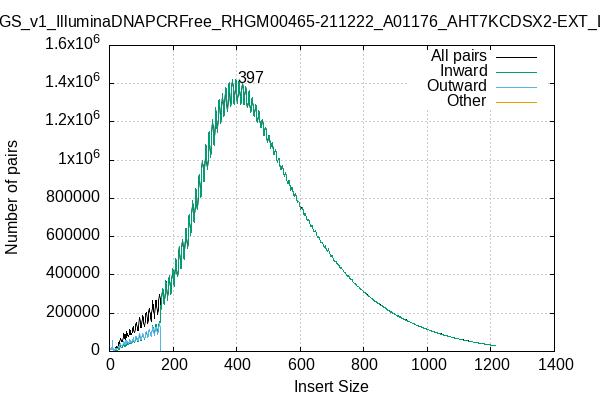 GS_v1_IlluminaDNAPCRFree_RHGM00465-211222_A01176_AHT7KCDSX2-EXT_L
1.6x10^6
1.4x10^6
1.2x10^6
1x10^6
800000
600000
400000
200000
0
Number of pairs
397
All pairs
Inward
Outward
Other
0 200 400 600 800 1000 1200 1400
Insert Size